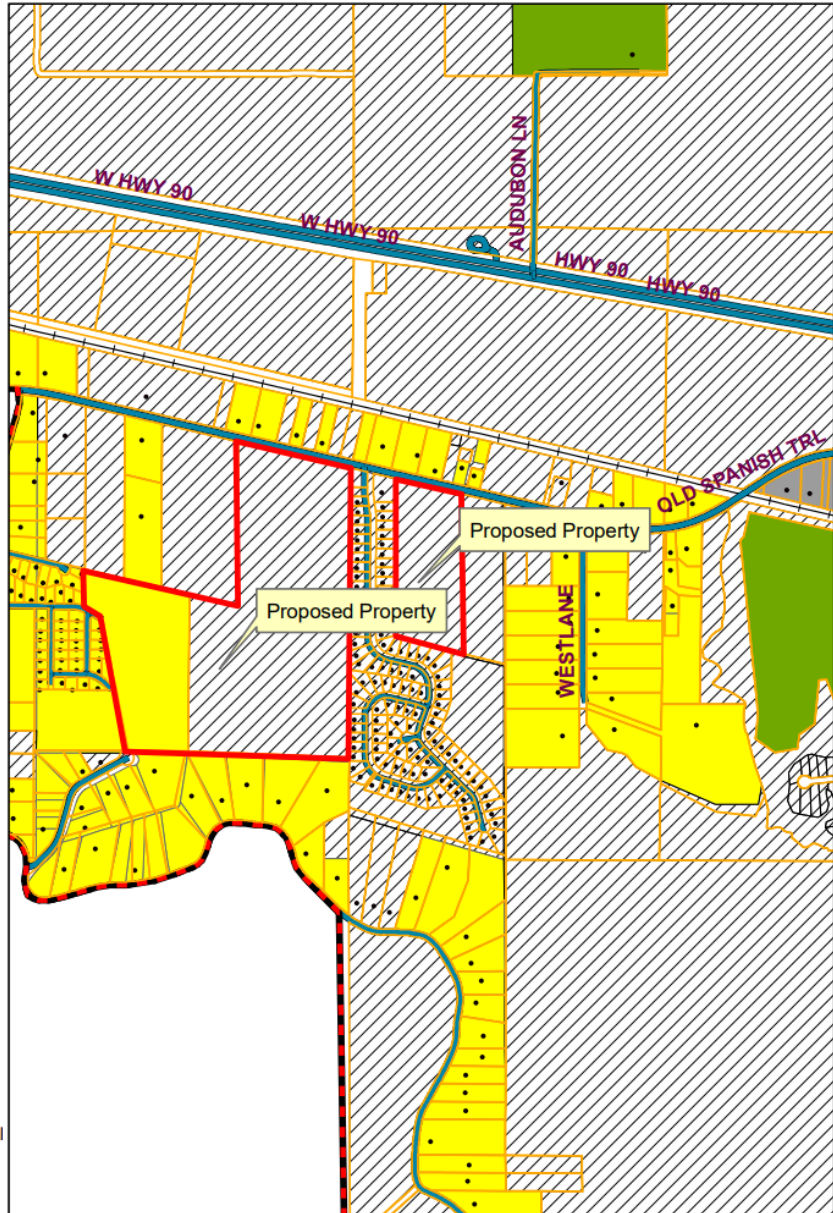 AUDUBON LN
W HWY 90
W HWY 90
HWY 90
HWY 90
OLD SPANISH TRL
Proposed Property
Proposed Property
WESTLANE